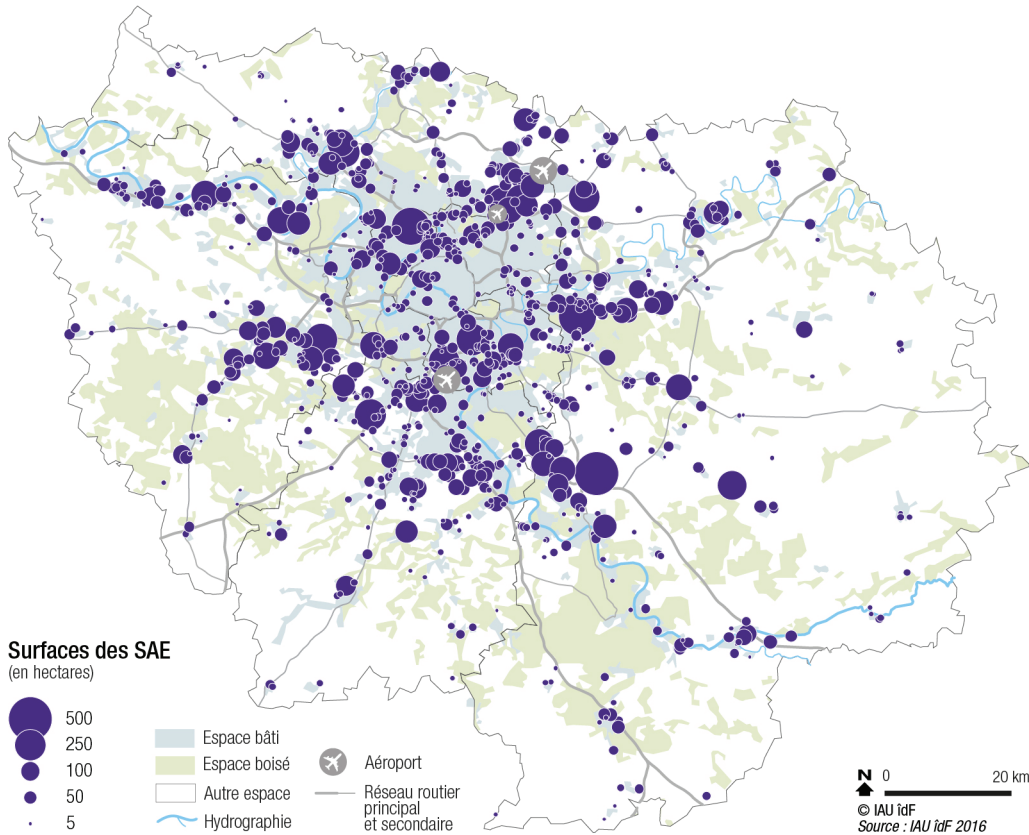 Surfaces des SAE
(en hectares)
500
250
100
50
5
Espace bâti
Espace boisé
Autre espace
Hydrographie
Aéroport
Réseau routier
principal
et secondaire
N 0 20 km
© IAU îdF
Source : IAU îdF 2016